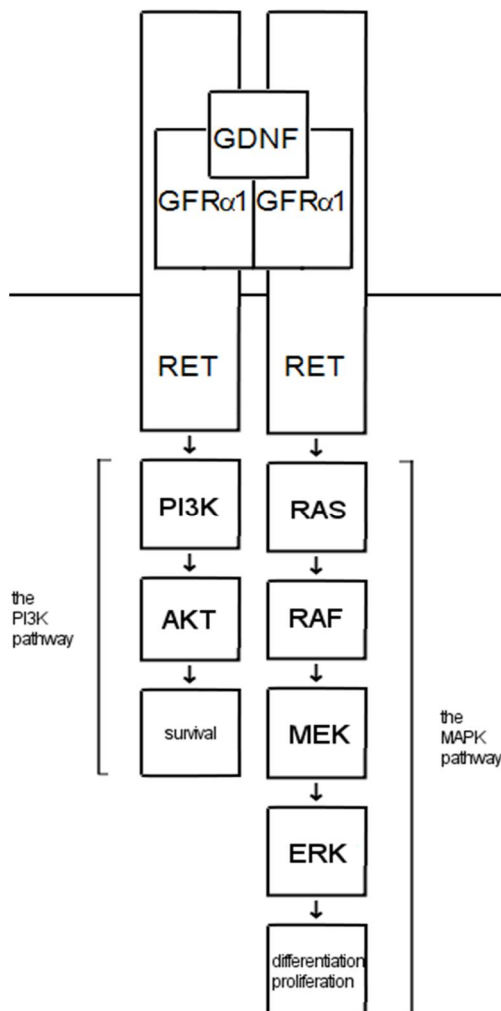 GDNF
GFRα1 GFRα1
RET RET
PI3K RAS
the
PI3K
pathway
AKT RAF
survival
MEK
the
MAPK
pathway
ERK
differentiation
proliferation